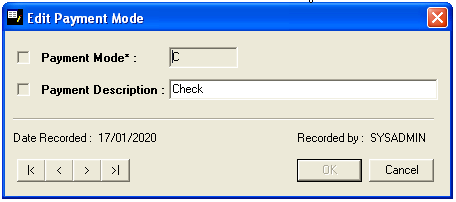 Edit Payment Mode
Payment Mode* : C
Payment Description : Check
Date Recorded : 17/01/2020 Recorded by : SYSADMIN
|< < > >| OK Cancel